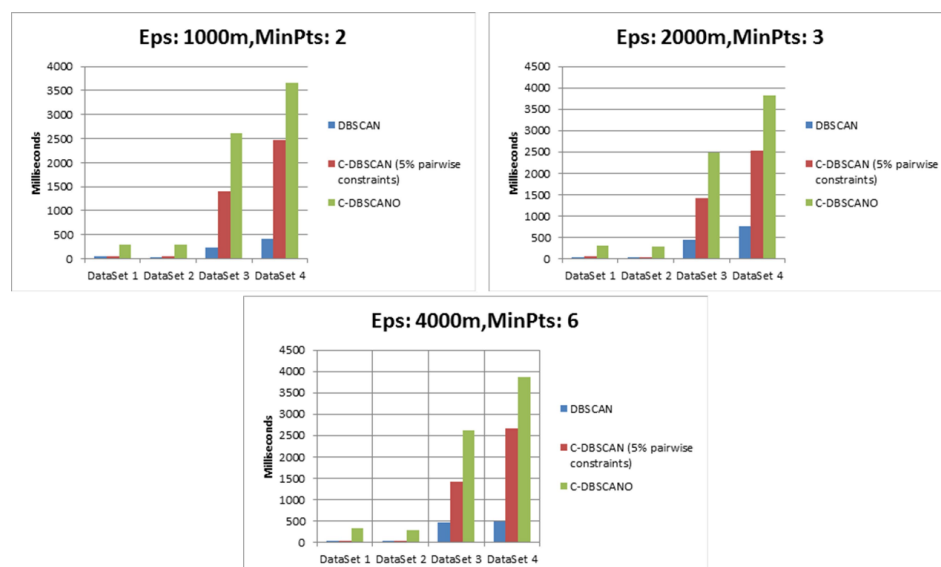 Eps: 1000m,MinPts: 2
4000
3500
3000
2500
2000
1500
1000
500
0
Milliseconds
DataSet 1 DataSet 2 DataSet 3 DataSet 4
DBSCAN
C-DBSCAN (5% pairwise
constraints)
C-DBSCANO
Eps: 2000m,MinPts: 3
4500
4000
3500
3000
2500
2000
1500
1000
500
0
Milliseconds
DataSet 1 DataSet 2 DataSet 3 DataSet 4
DBSCAN
C-DBSCAN (5% pairwise
constraints)
C-DBSCANO
Eps: 4000m,MinPts: 6
4500
4000
3500
3000
2500
2000
1500
1000
500
0
Milliseconds
DataSet 1 DataSet 2 DataSet 3 DataSet 4
DBSCAN
C-DBSCAN (5% pairwise
constraints)
C-DBSCANO